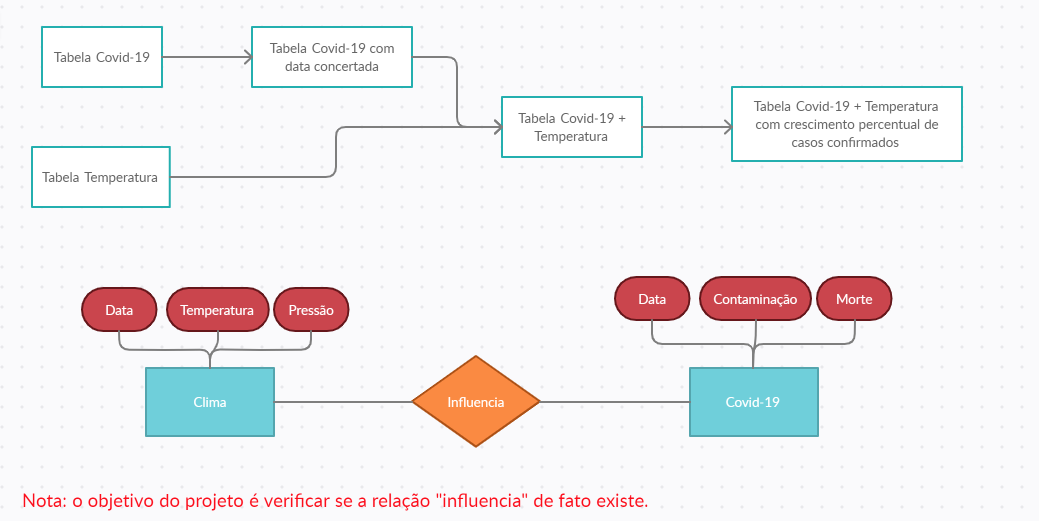 Tabela Covid-19
Tabela Covid-19 com
data concertada
Tabela Temperatura
Tabela Covid-19 +
Temperatura
Tabela Covid-19 + Temperatura
com crescimento percentual de
casos confirmados
Data
Temperatura
Pressão
Clima
Influencia
Data
Contaminação
Morte
Covid-19
Nota: o objetivo do projeto é verificar se a relação "influencia" de fato existe.